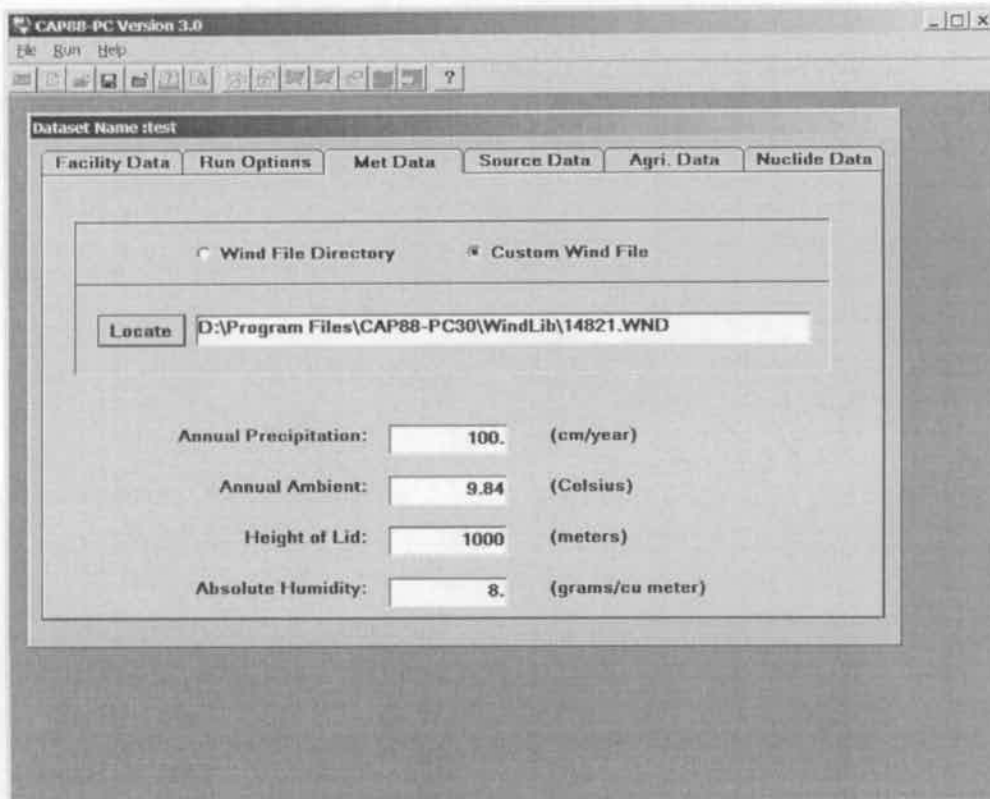 CAP88-PC Version 3.0
File Run Help
?
Dataset Name :test
Facility Data Run Options Met Data Source Data Agri. Data Nuclide Data
Wind File Directory Custom Wind File
Locate D:\Program Files\CAP88-PC30\WindLib\14821.WND
Annual Precipitation: 100. (cm/year)
Annual Ambient: 9.84 (Celsius)
Height of Lid: 1000 (meters)
Absolute Humidity: 8. (grams/cu meter)